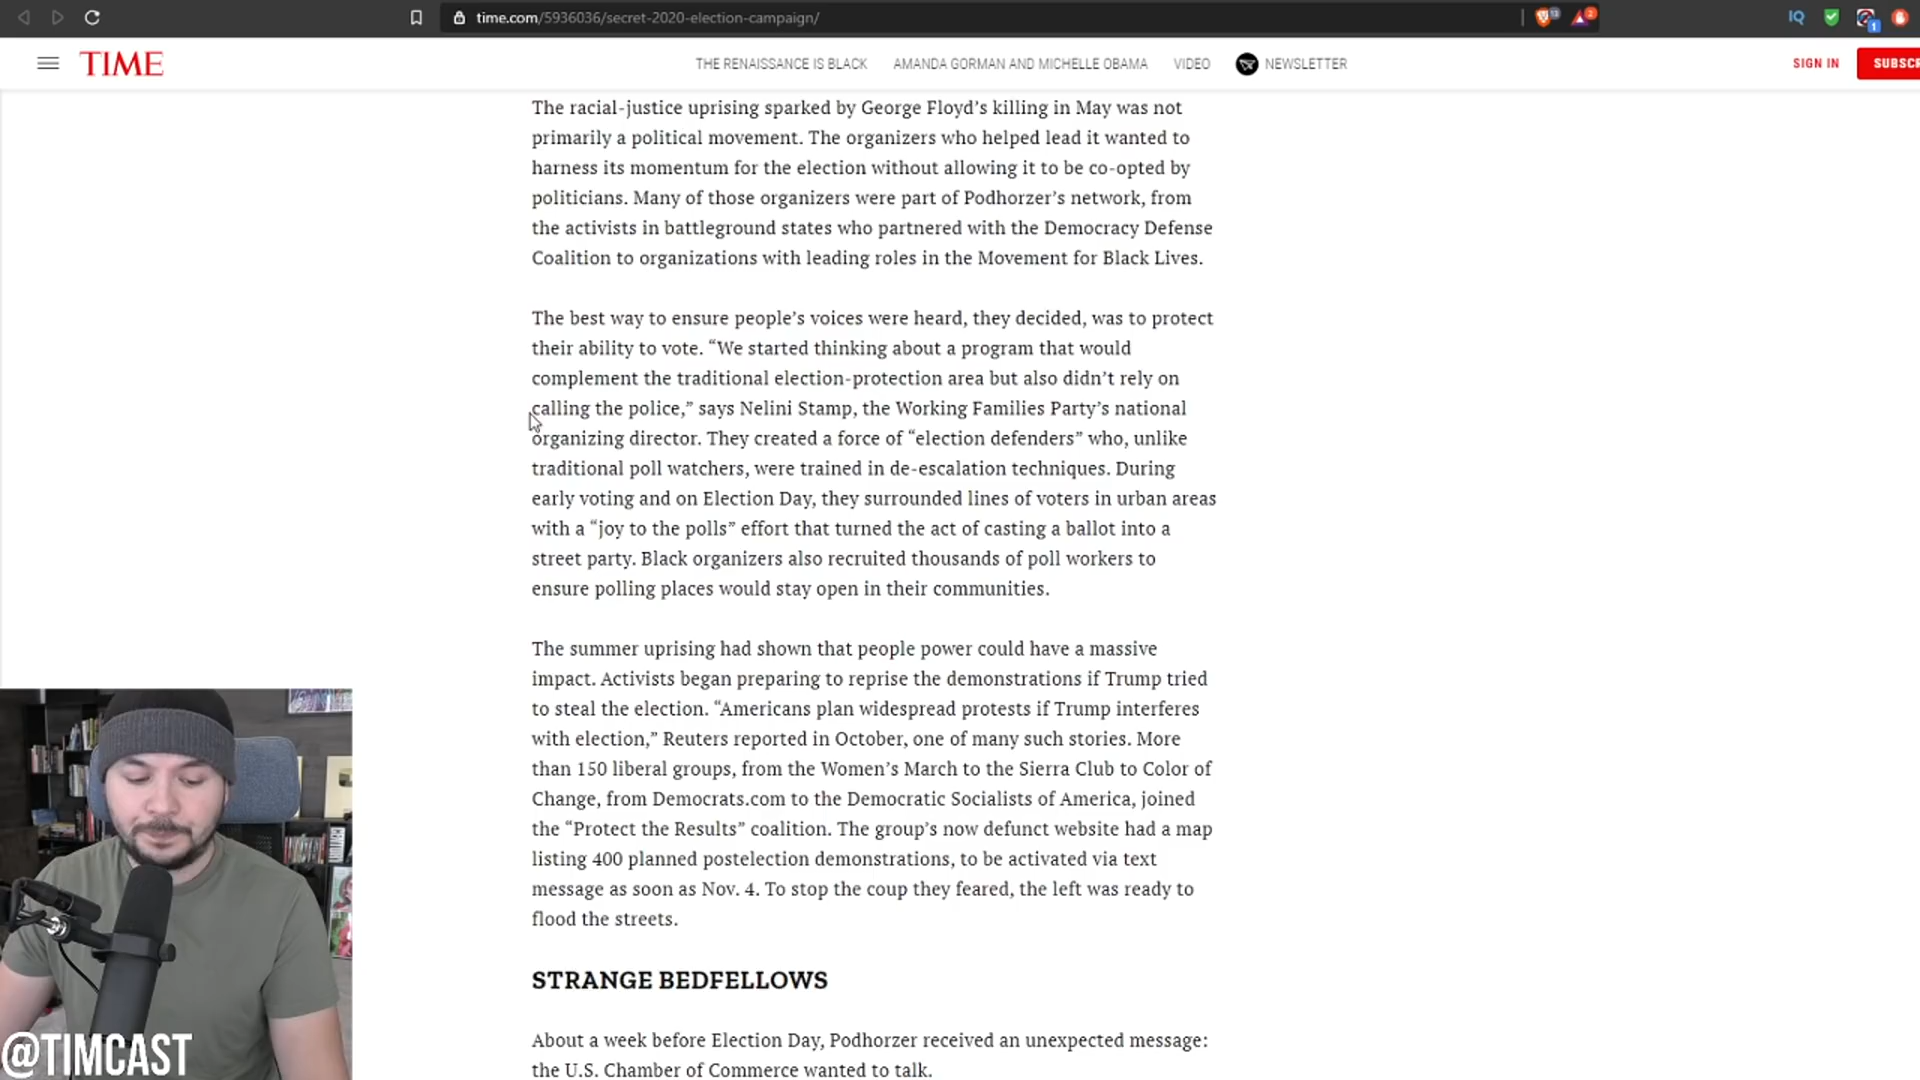 time.com/5936036/secret-2020-election-campaign/
IQ
TIME
THE RENAISSANCE IS BLACK
AMANDA GORMAN AND MICHELLE OBAMA
VIDEO
NEWSLETTER
SIGN IN
SUBSCR
The racial-justice uprising sparked by George Floyd’s killing in May was not
primarily a political movement. The organizers who helped lead it wanted to
harness its momentum for the election without allowing it to be co-opted by
politicians. Many of those organizers were part of Podhorzer’s network, from
the activists in battleground states who partnered with the Democracy Defense
Coalition to organizations with leading roles in the Movement for Black Lives.
The best way to ensure people’s voices were heard, they decided, was to protect
their ability to vote. “We started thinking about a program that would
complement the traditional election-protection area but also didn’t rely on
calling the police,” says Nelini Stamp, the Working Families Party’s national
organizing director. They created a force of “election defenders” who, unlike
traditional poll watchers, were trained in de-escalation techniques. During
early voting and on Election Day, they surrounded lines of voters in urban areas
with a “joy to the polls” effort that turned the act of casting a ballot into a
street party. Black organizers also recruited thousands of poll workers to
ensure polling places would stay open in their communities.
The summer uprising had shown that people power could have a massive
impact. Activists began preparing to reprise the demonstrations if Trump tried
to steal the election. “Americans plan widespread protests if Trump interferes
with election,” Reuters reported in October, one of many such stories. More
than 150 liberal groups, from the Women’s March to the Sierra Club to Color of
Change, from Democrats.com to the Democratic Socialists of America, joined
the “Protect the Results” coalition. The group’s now defunct website had a map
listing 400 planned postelection demonstrations, to be activated via text
message as soon as Nov. 4. To stop the coup they feared, the left was ready to
flood the streets.
STRANGE BEDFELLOWS
About a week before Election Day, Podhorzer received an unexpected message:
the U.S. Chamber of Commerce wanted to talk.
@TIMCAST